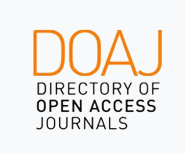 DOAJ
DIRECTORY OF
OPEN ACCESS
JOURNALS